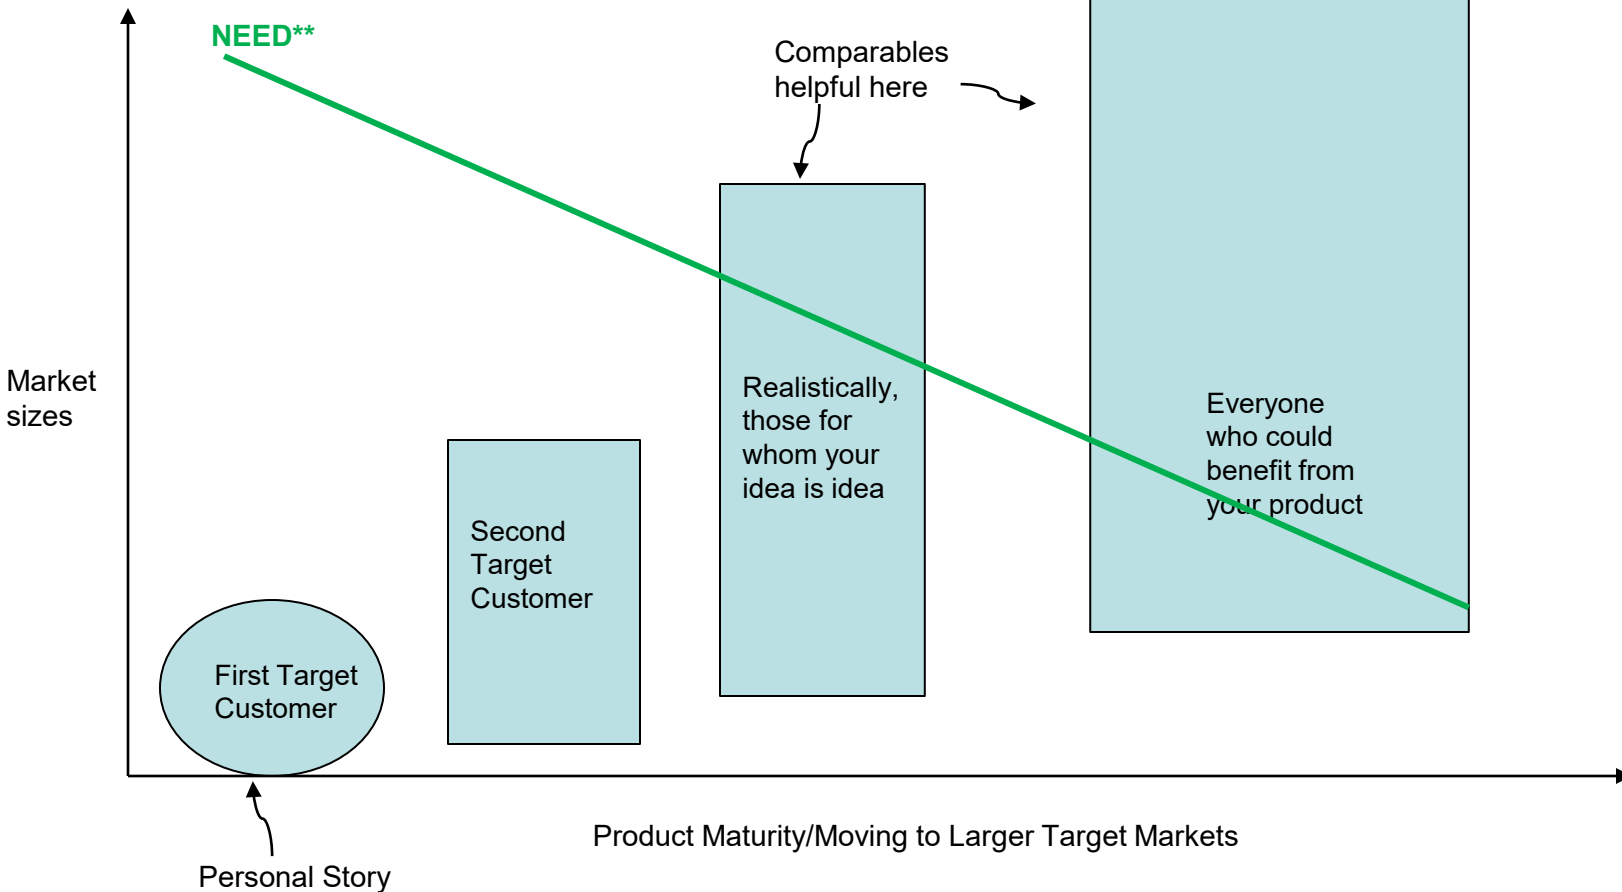 NEED**
Comparables
helpful here
Market
sizes
First Target
Customer
Second
Target
Customer
Realistically,
those for
whom your
idea is idea
Everyone
who could
benefit from
your product
Product Maturity/Moving to Larger Target Markets
Personal Story